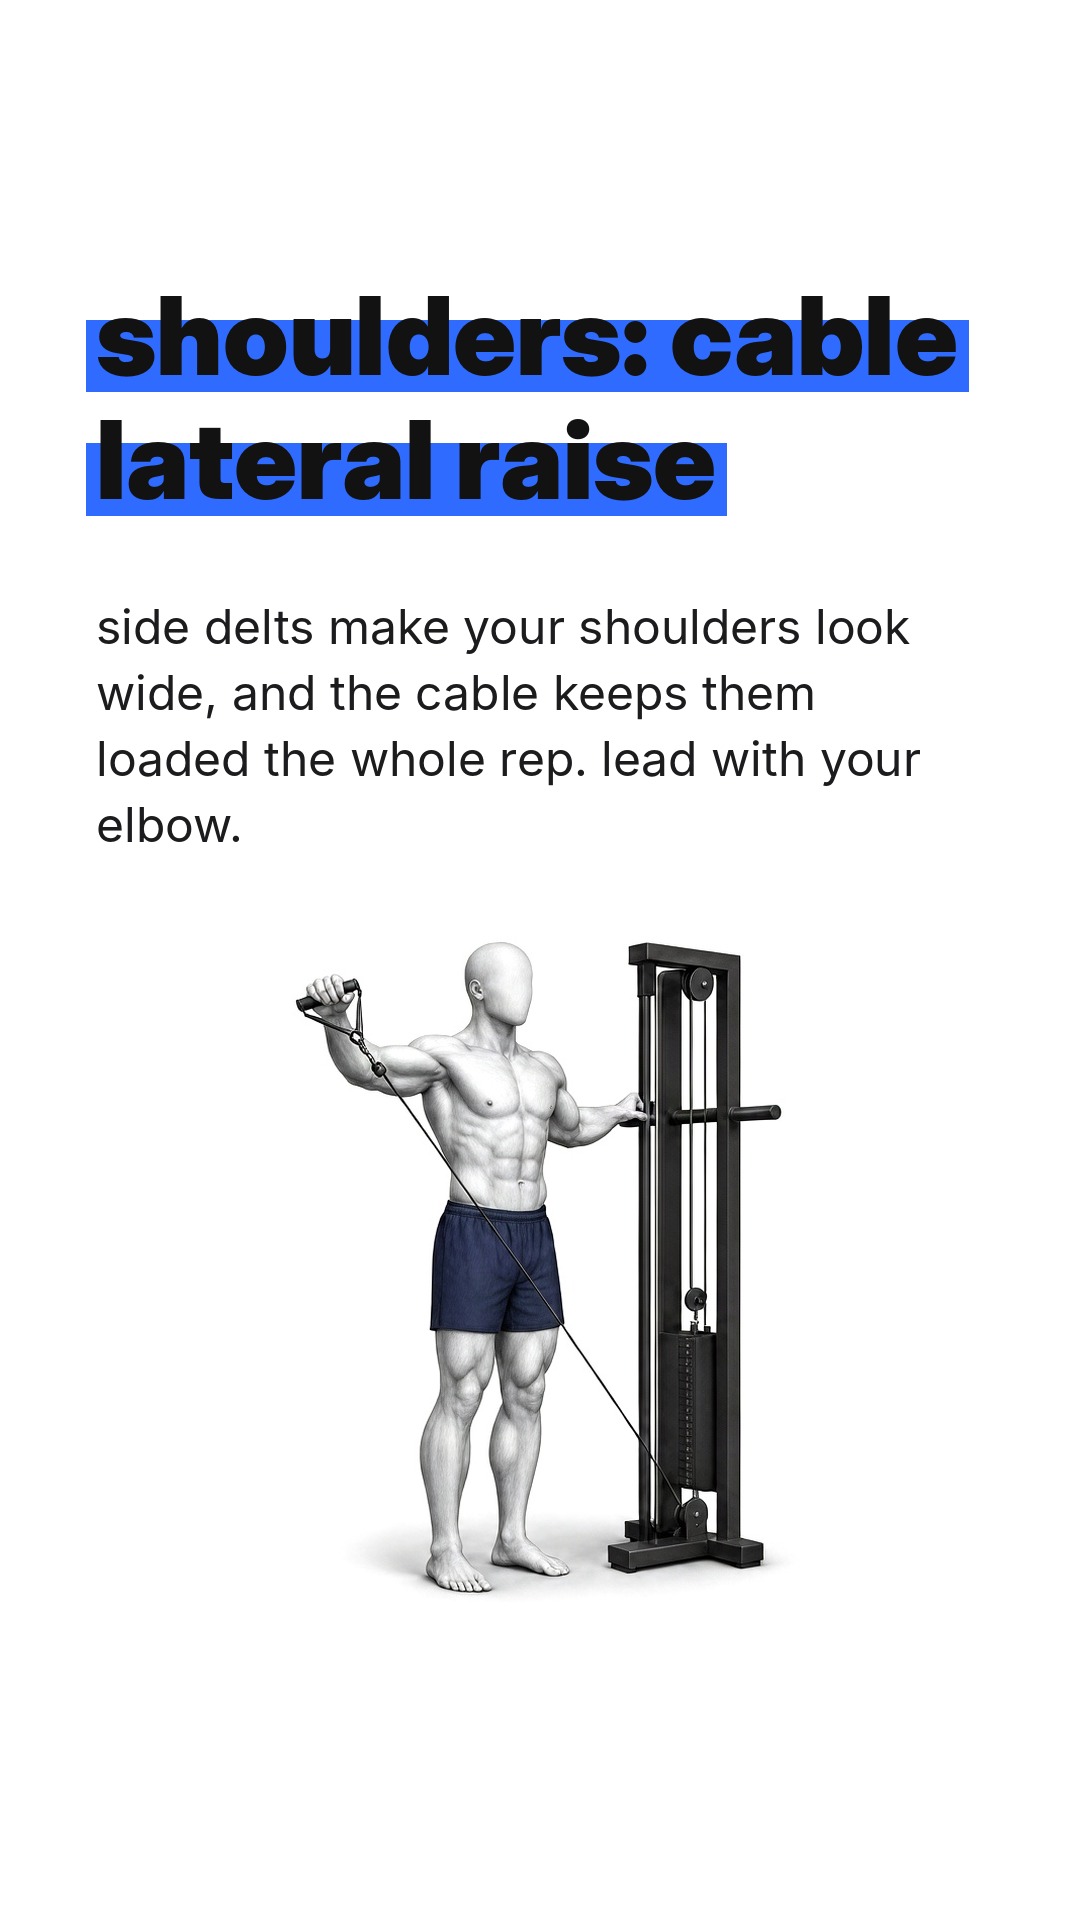 shoulders: cable
lateral raise
side delts make your shoulders look
wide, and the cable keeps them
loaded the whole rep. lead with your
elbow.